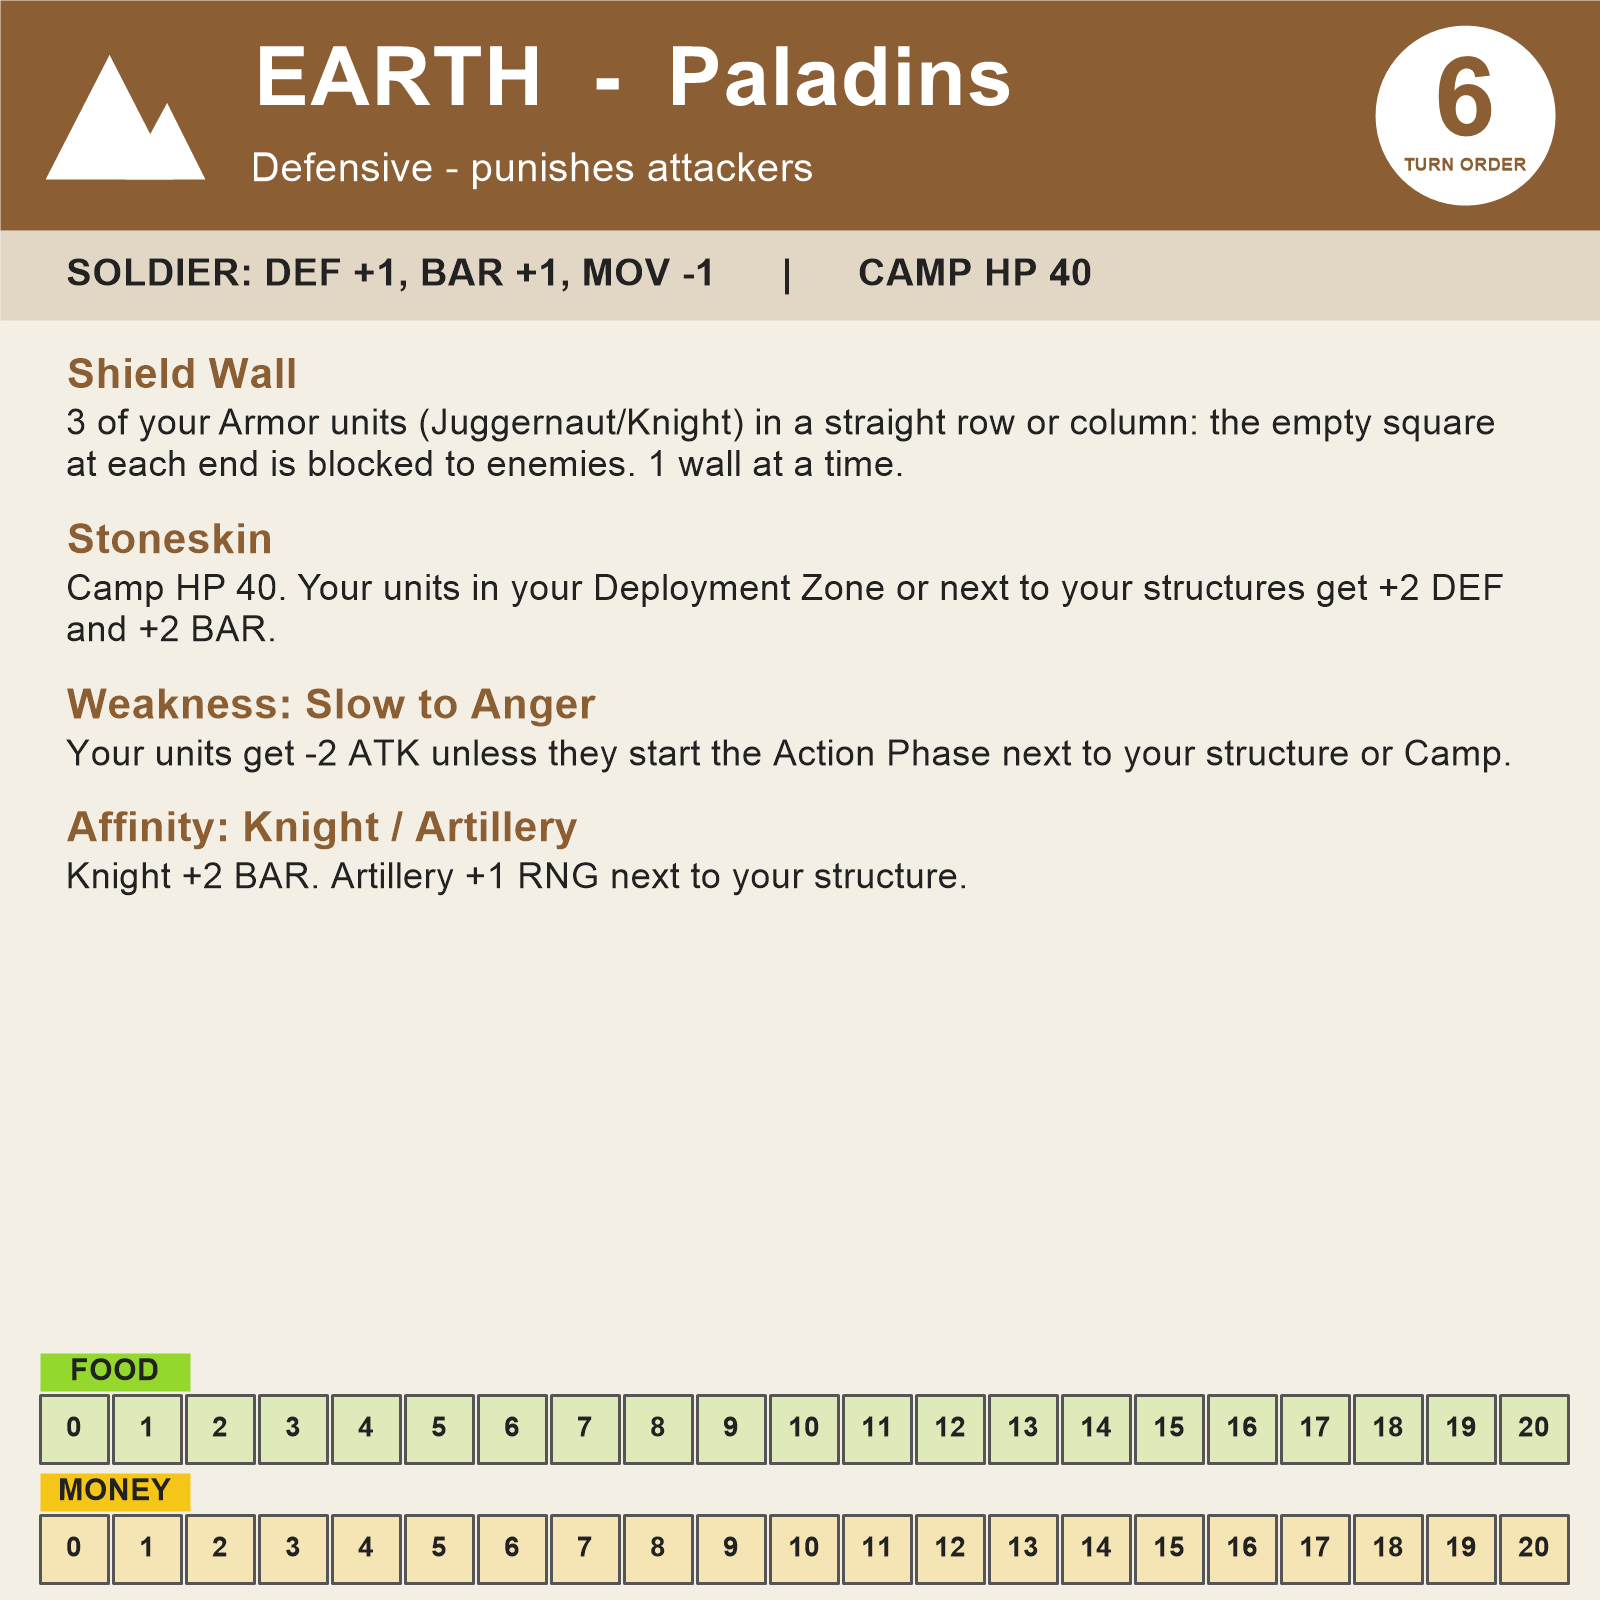 EARTH - Paladins
Defensive - punishes attackers
6
TURN ORDER
SOLDIER: DEF +1, BAR +1, MOV -1 | CAMP HP 40
Shield Wall
3 of your Armor units (Juggernaut/Knight) in a straight row or column: the empty square
at each end is blocked to enemies. 1 wall at a time.
Stoneskin
Camp HP 40. Your units in your Deployment Zone or next to your structures get +2 DEF
and +2 BAR.
Weakness: Slow to Anger
Your units get -2 ATK unless they start the Action Phase next to your structure or Camp.
Affinity: Knight / Artillery
Knight +2 BAR. Artillery +1 RNG next to your structure.
FOOD
0 1 2 3 4 5 6 7 8 9 10 11 12 13 14 15 16 17 18 19 20
MONEY
0 1 2 3 4 5 6 7 8 9 10 11 12 13 14 15 16 17 18 19 20